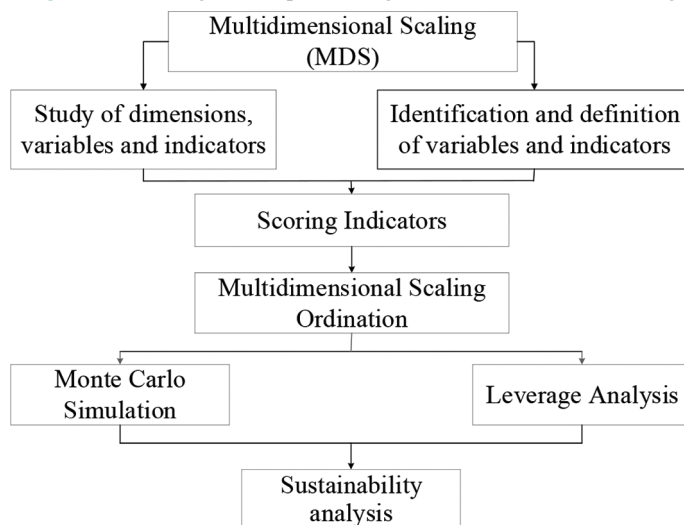 Multidimensional Scaling
(MDS)
Study of dimensions,
variables and indicators
Identification and definition
of variables and indicators
Scoring Indicators
Multidimensional Scaling
Ordination
Monte Carlo
Simulation
Leverage Analysis
Sustainability
analysis